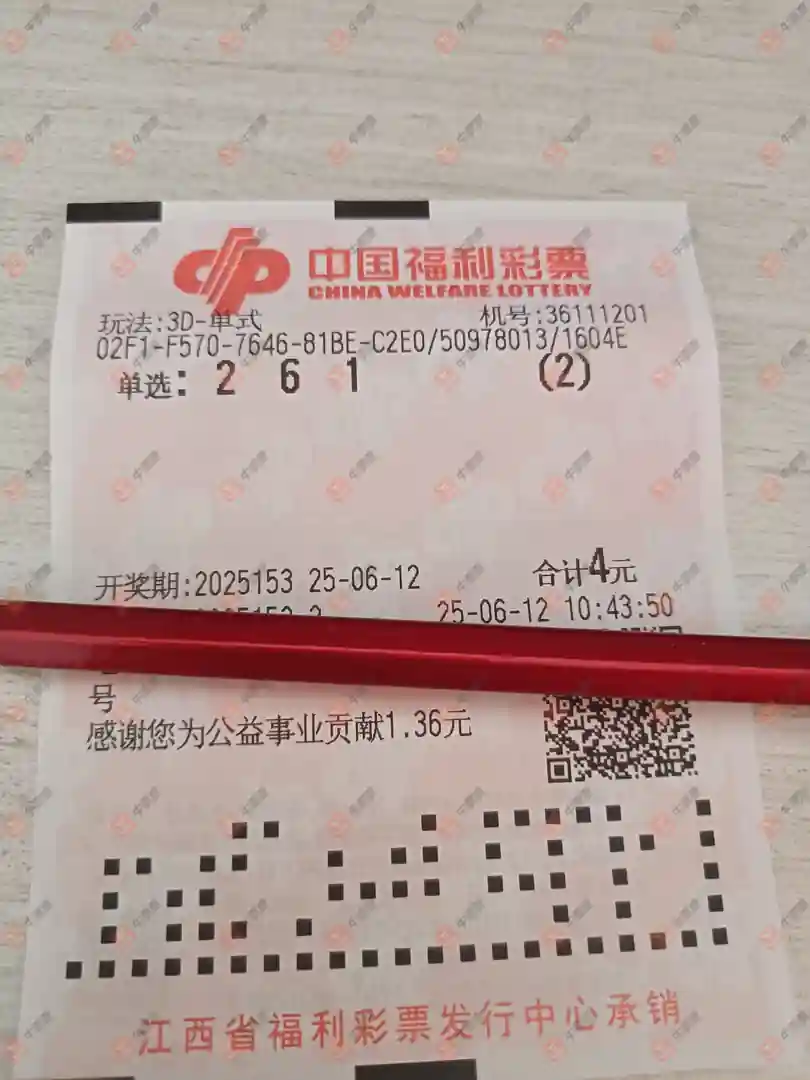 中国福利彩票
CHINA WELFARE LOTTERY
玩法:3D-单式 机号:36111201
02F1-F570-7646-81BE-C2E0/50978013/1604E
单选: 2 6 1 (2)
开奖期:2025153 25-06-12 合计4元
25-06-12 10:43:50
号
感谢您为公益事业贡献1.36元
江西省福利彩票发行中心承销